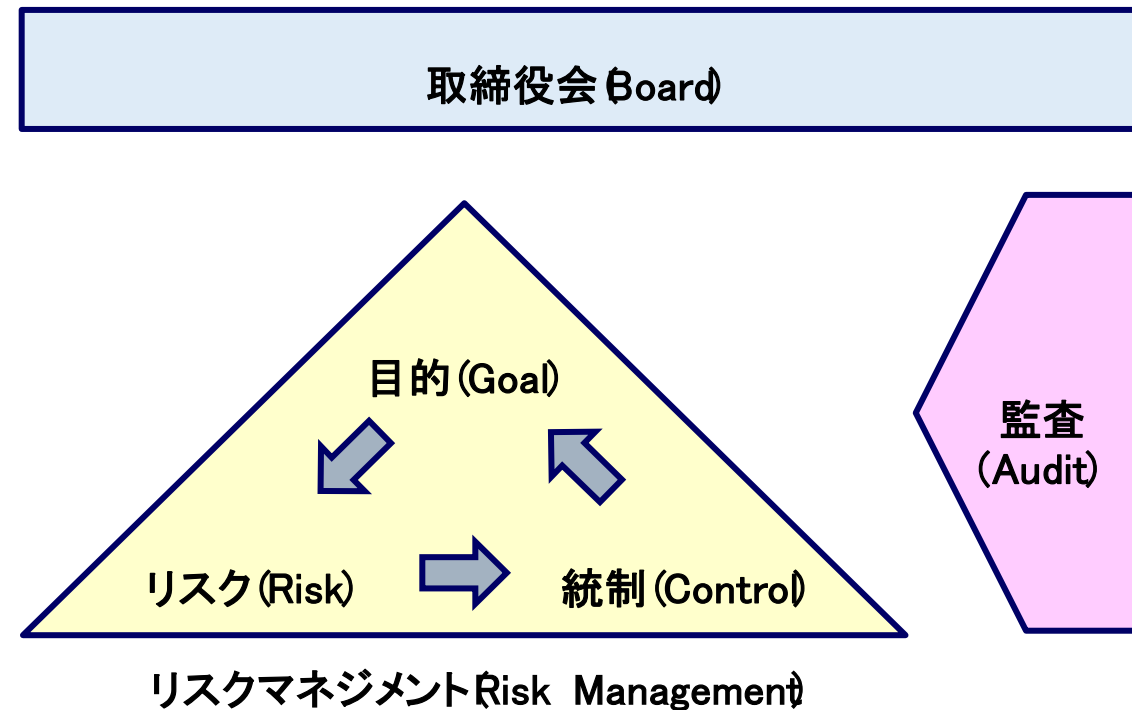 取締役会(Board)
目的(Goal)
監査
(Audit)
リスク(Risk)
統制(Control)
リスクマネジメント(Risk Management)